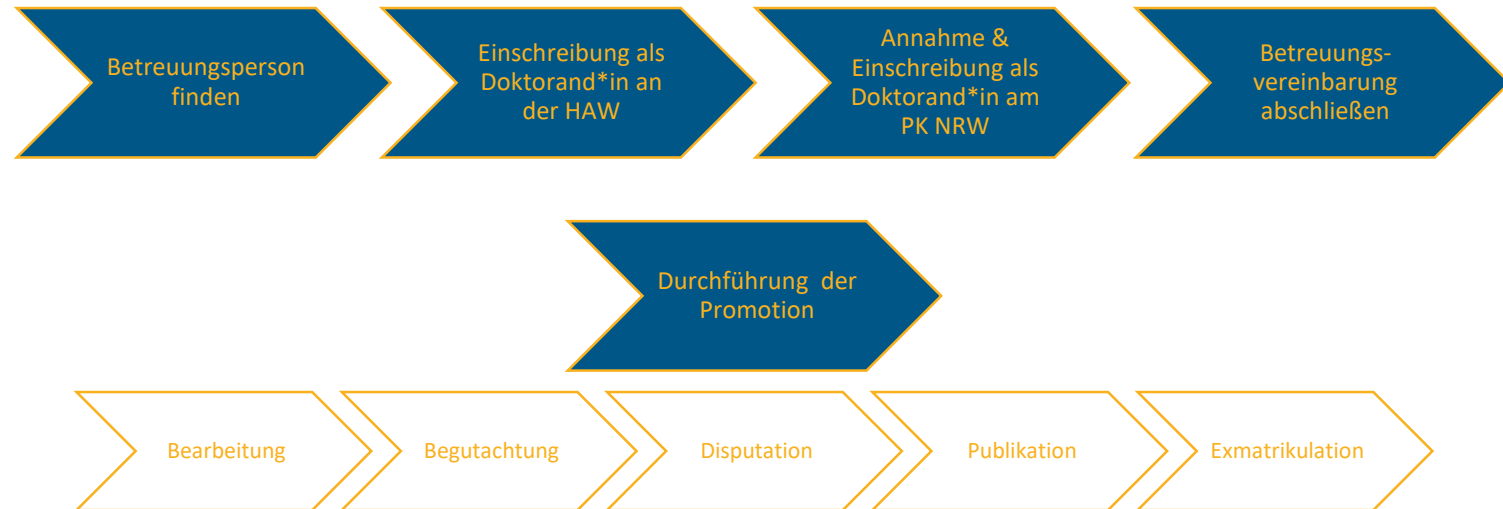 Betreuungsperson
finden
Einschreibung als
Doktorand*in an
der HAW
Annahme &
Einschreibung als
Doktorand*in am
PK NRW
Betreuungs-
vereinbarung
abschließen
Durchführung der
Promotion
Bearbeitung
Begutachtung
Disputation
Publikation
Exmatrikulation